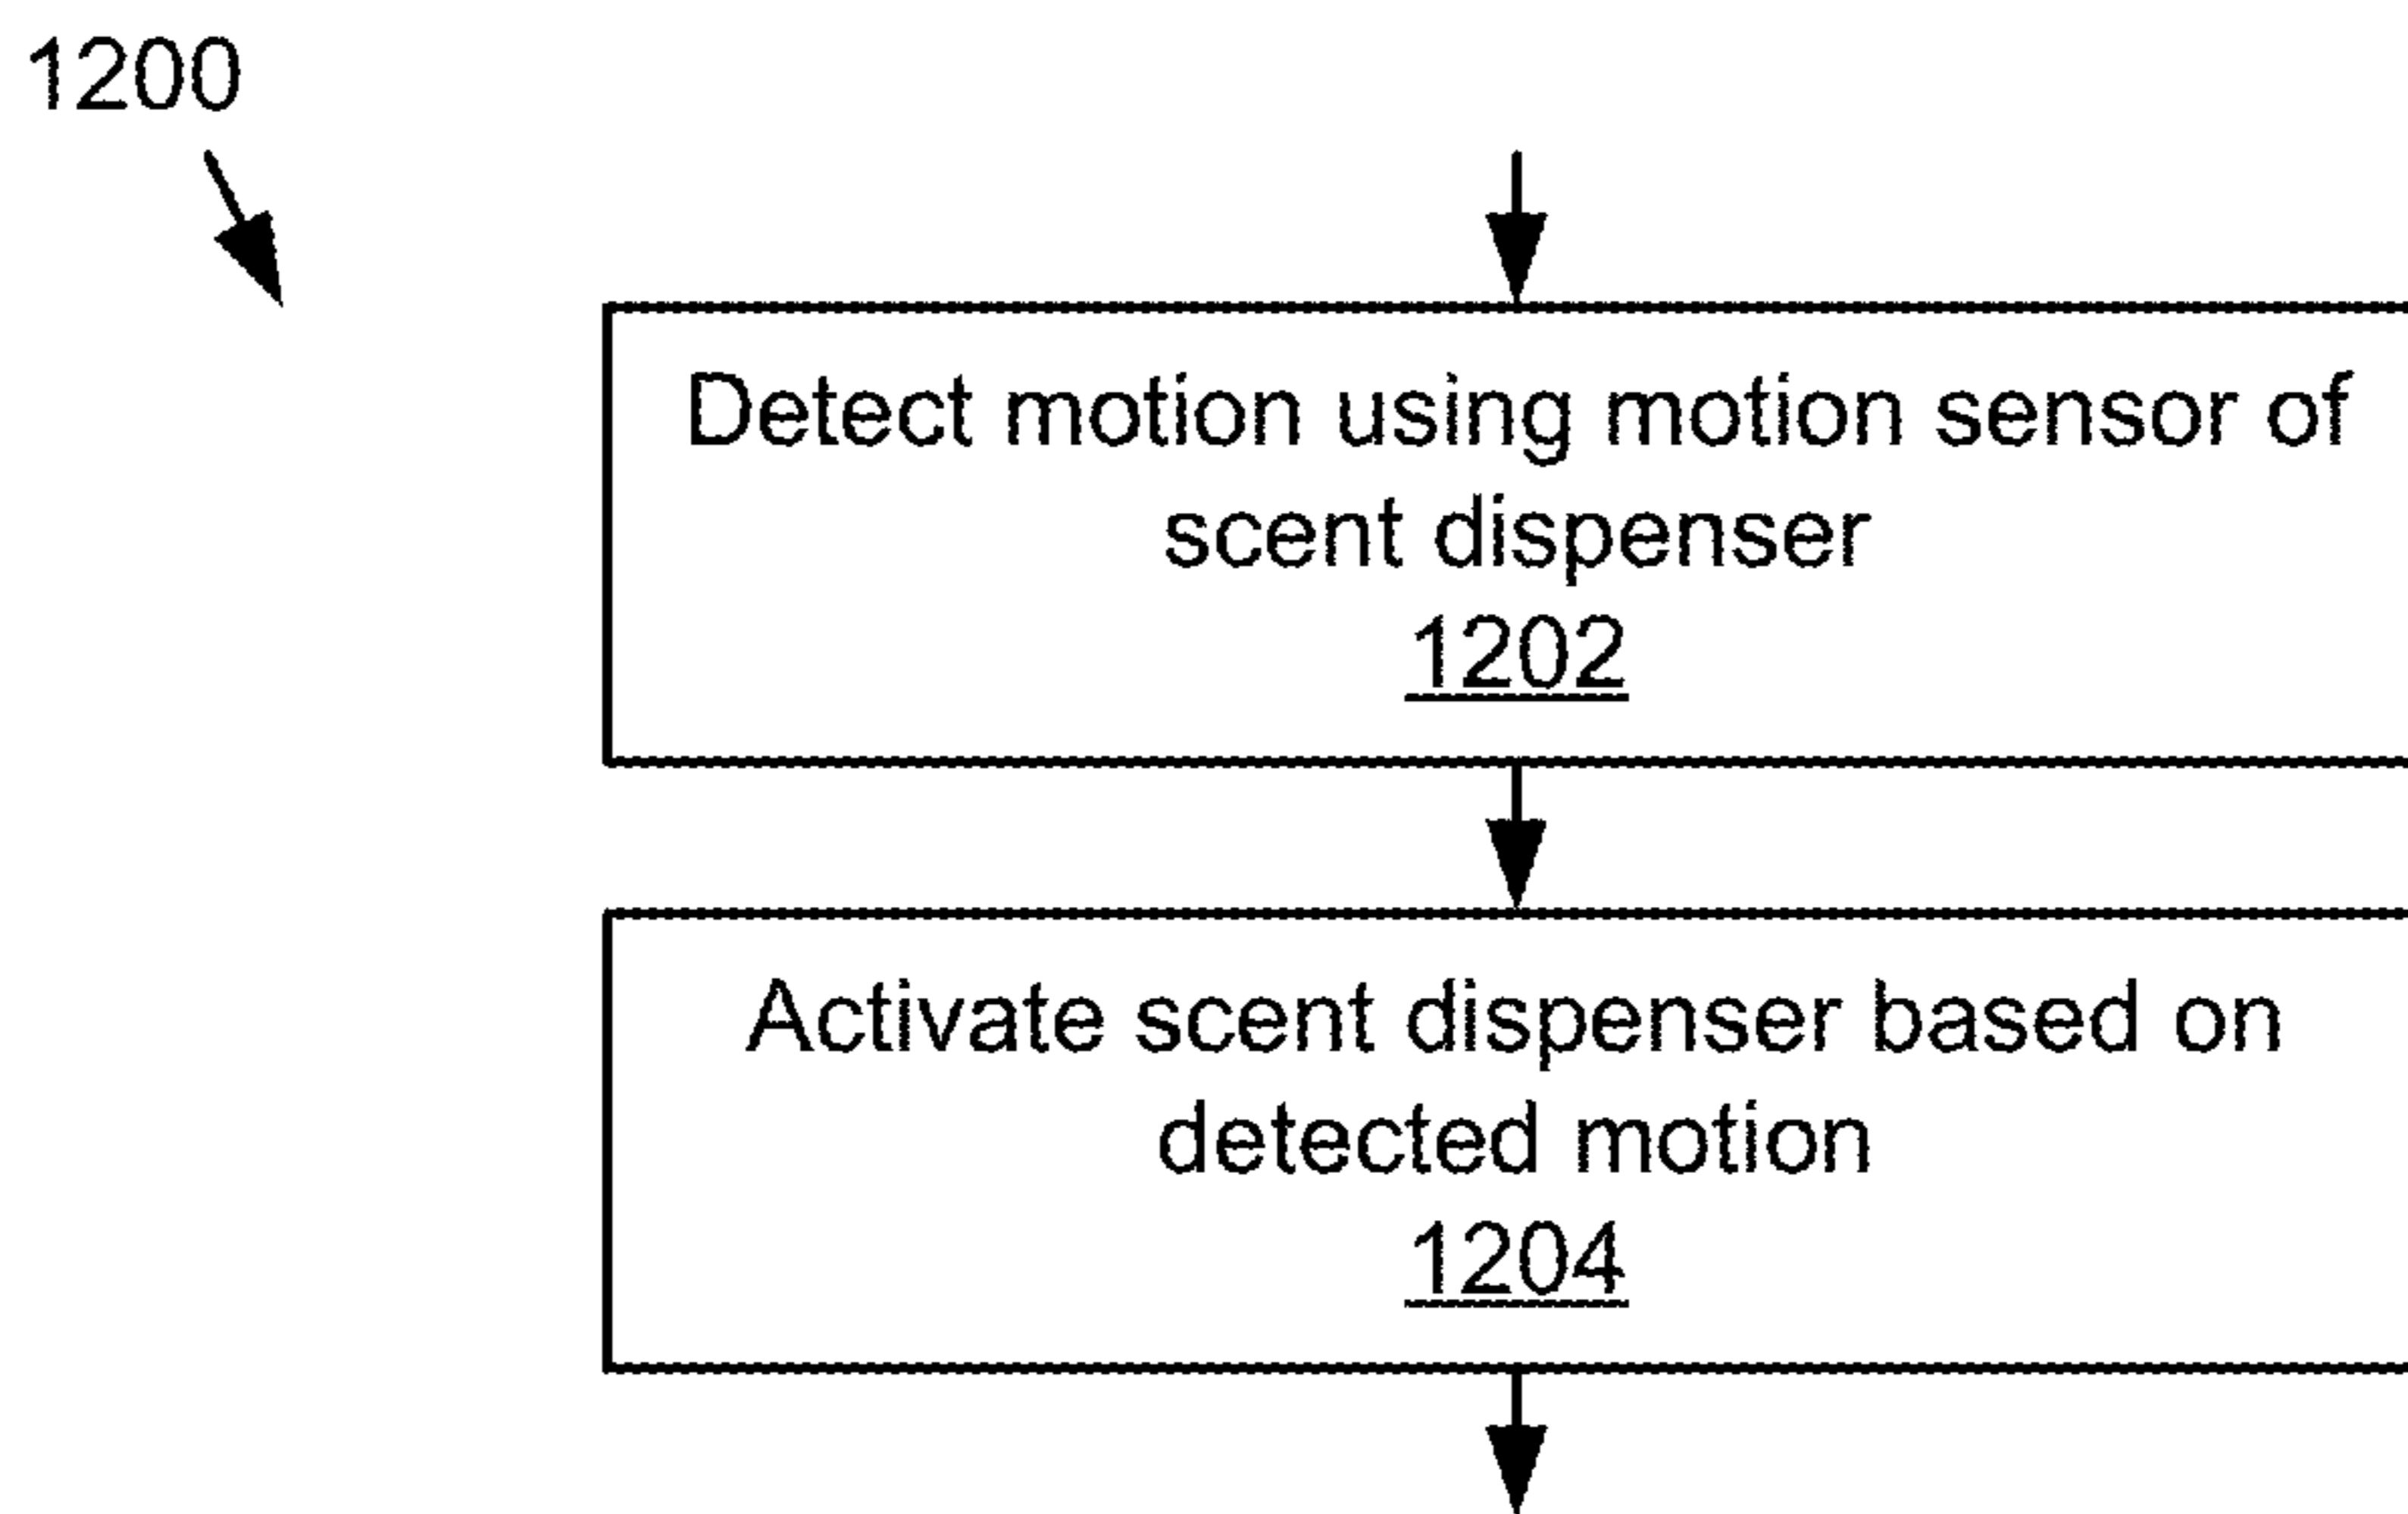 1200
Detect motion using motion sensor of
scent dispenser
1202
Activate scent dispenser based on
detected motion
1204